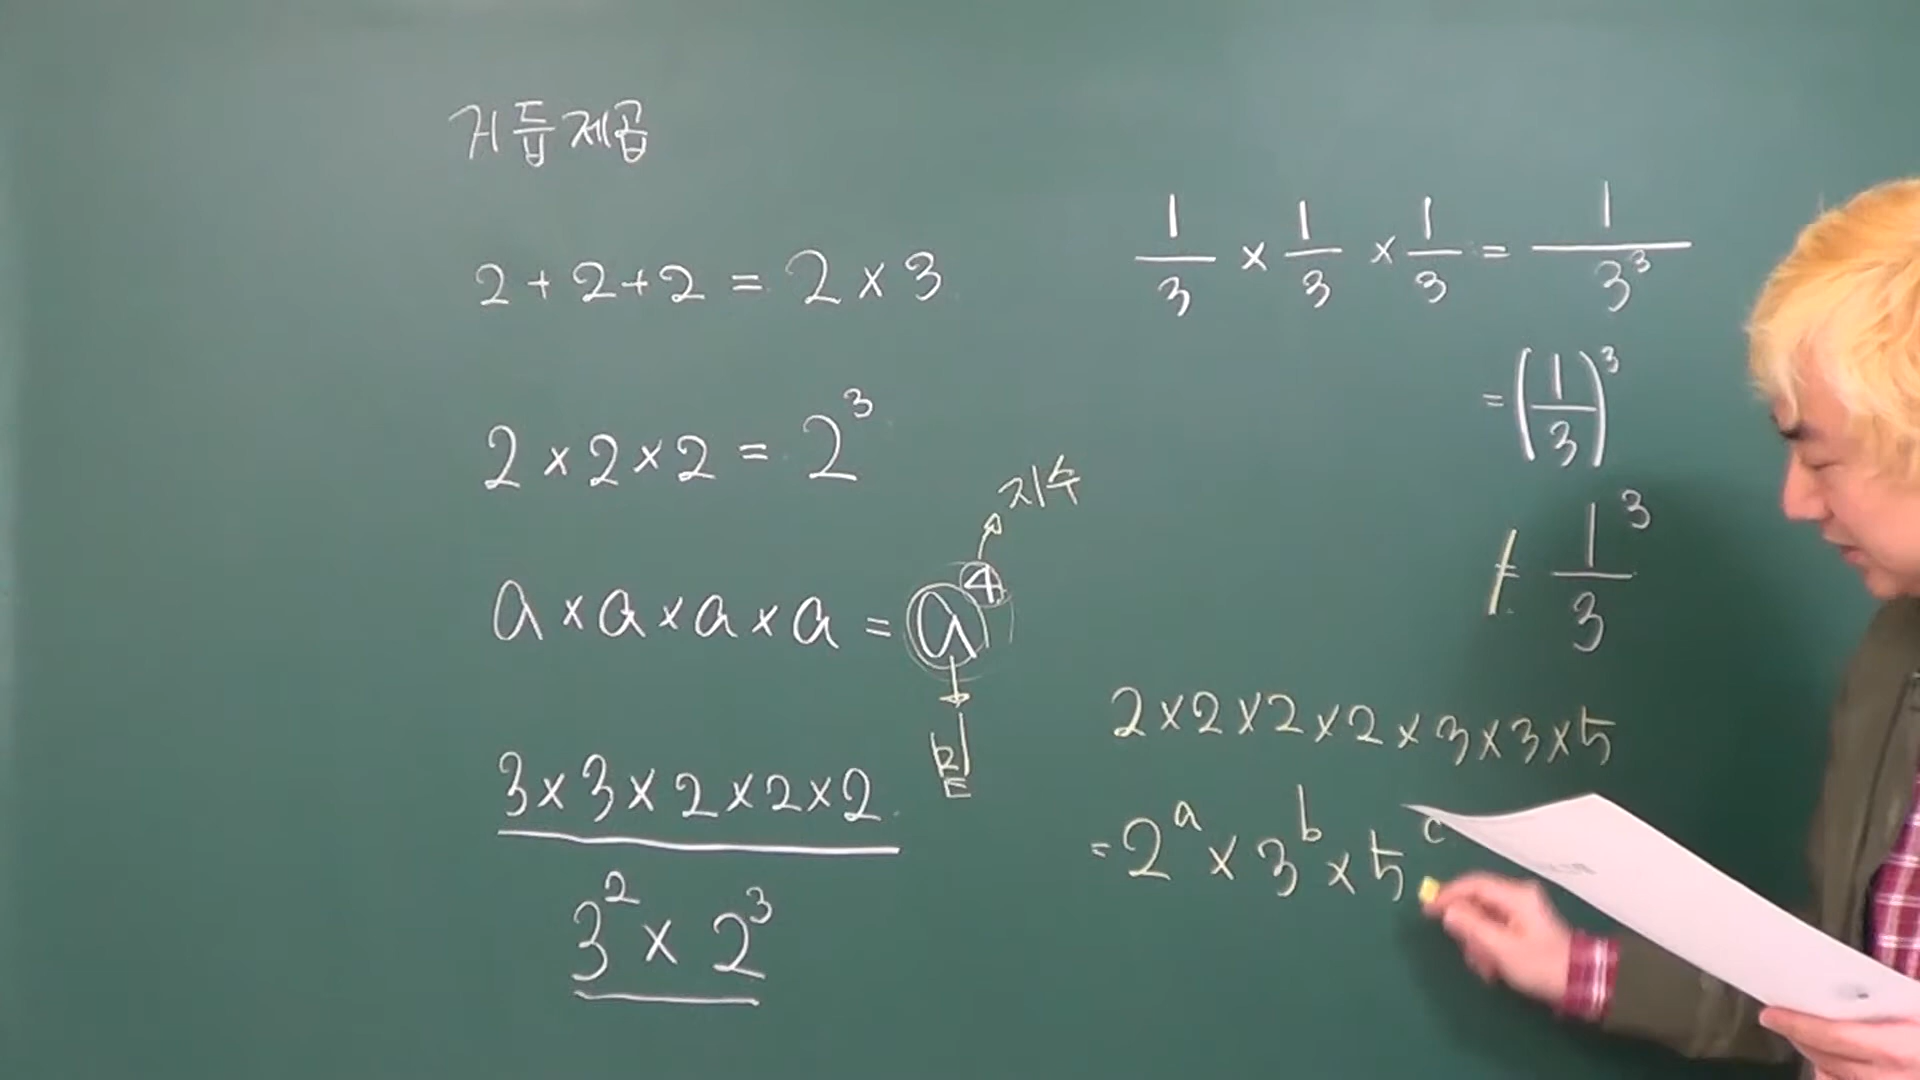 거듭제곱
2 + 2 + 2 = 2 × 3
2 × 2 × 2 = 2³
지수
a × a × a × a = a⁴
밑
3 × 3 × 2 × 2 × 2
3² × 2³
1/3 × 1/3 × 1/3 = 1/3³
= (1/3)³
≠ 1³/3
2 × 2 × 2 × 2 × 3 × 3 × 5
= 2ᵃ × 3ᵇ × 5ᶜ